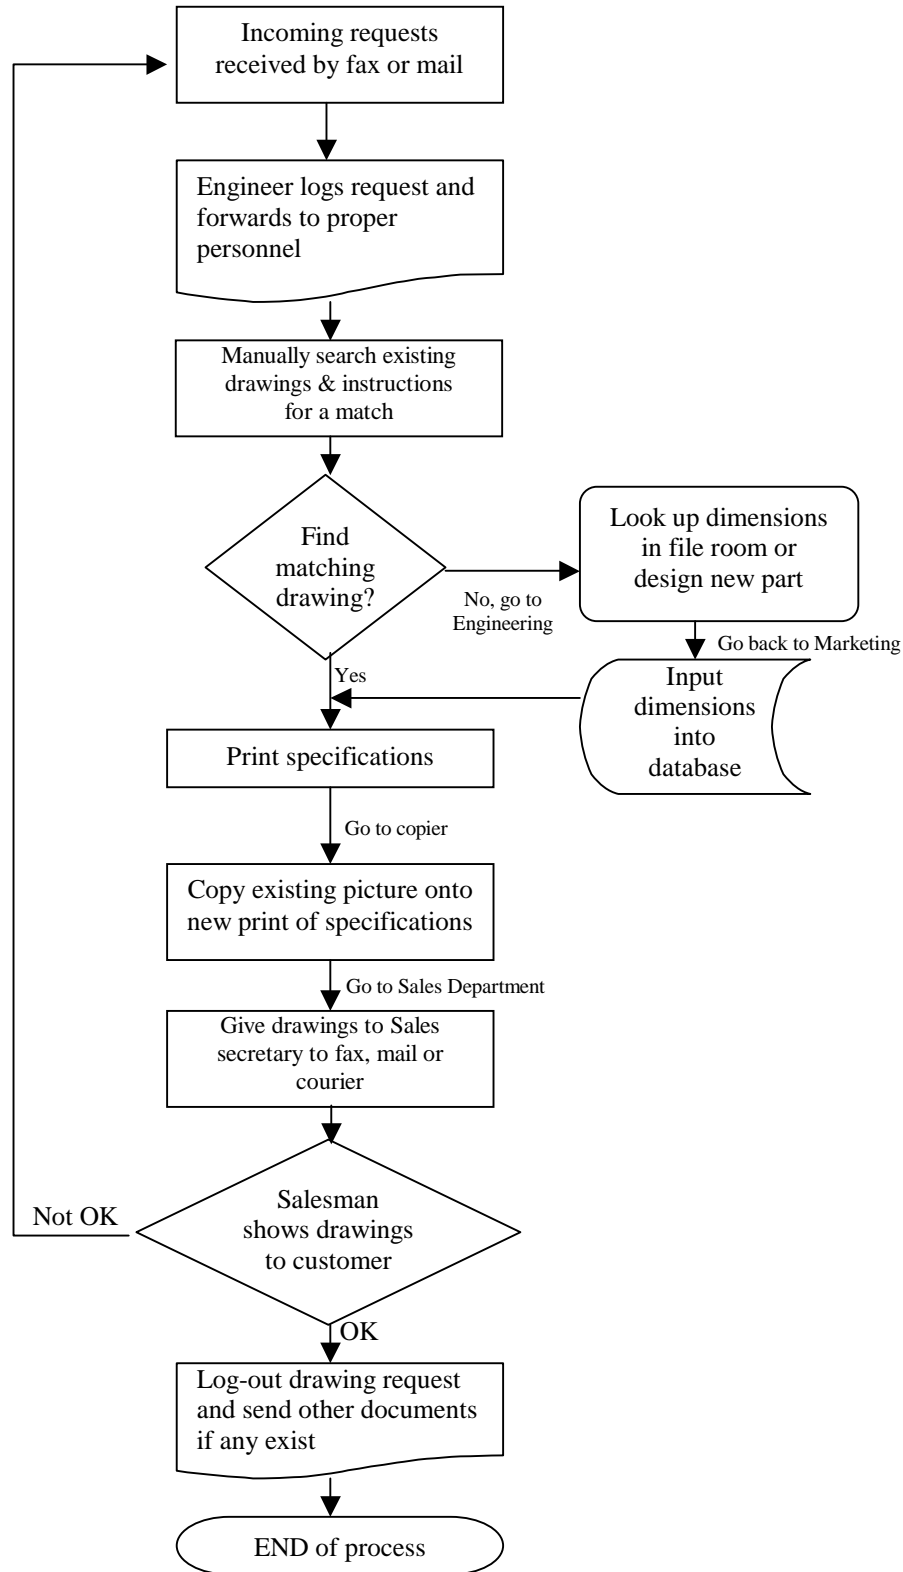 Incoming requests
received by fax or mail
Engineer logs request and
forwards to proper
personnel
Manually search existing
drawings & instructions
for a match
Find
matching
drawing?
No, go to
Engineering
Look up dimensions
in file room or
design new part
Go back to Marketing
Input
dimensions
into
database
Yes
Print specifications
Go to copier
Copy existing picture onto
new print of specifications
Go to Sales Department
Give drawings to Sales
secretary to fax, mail or
courier
Salesman
shows drawings
to customer
Not OK
OK
Log-out drawing request
and send other documents
if any exist
END of process